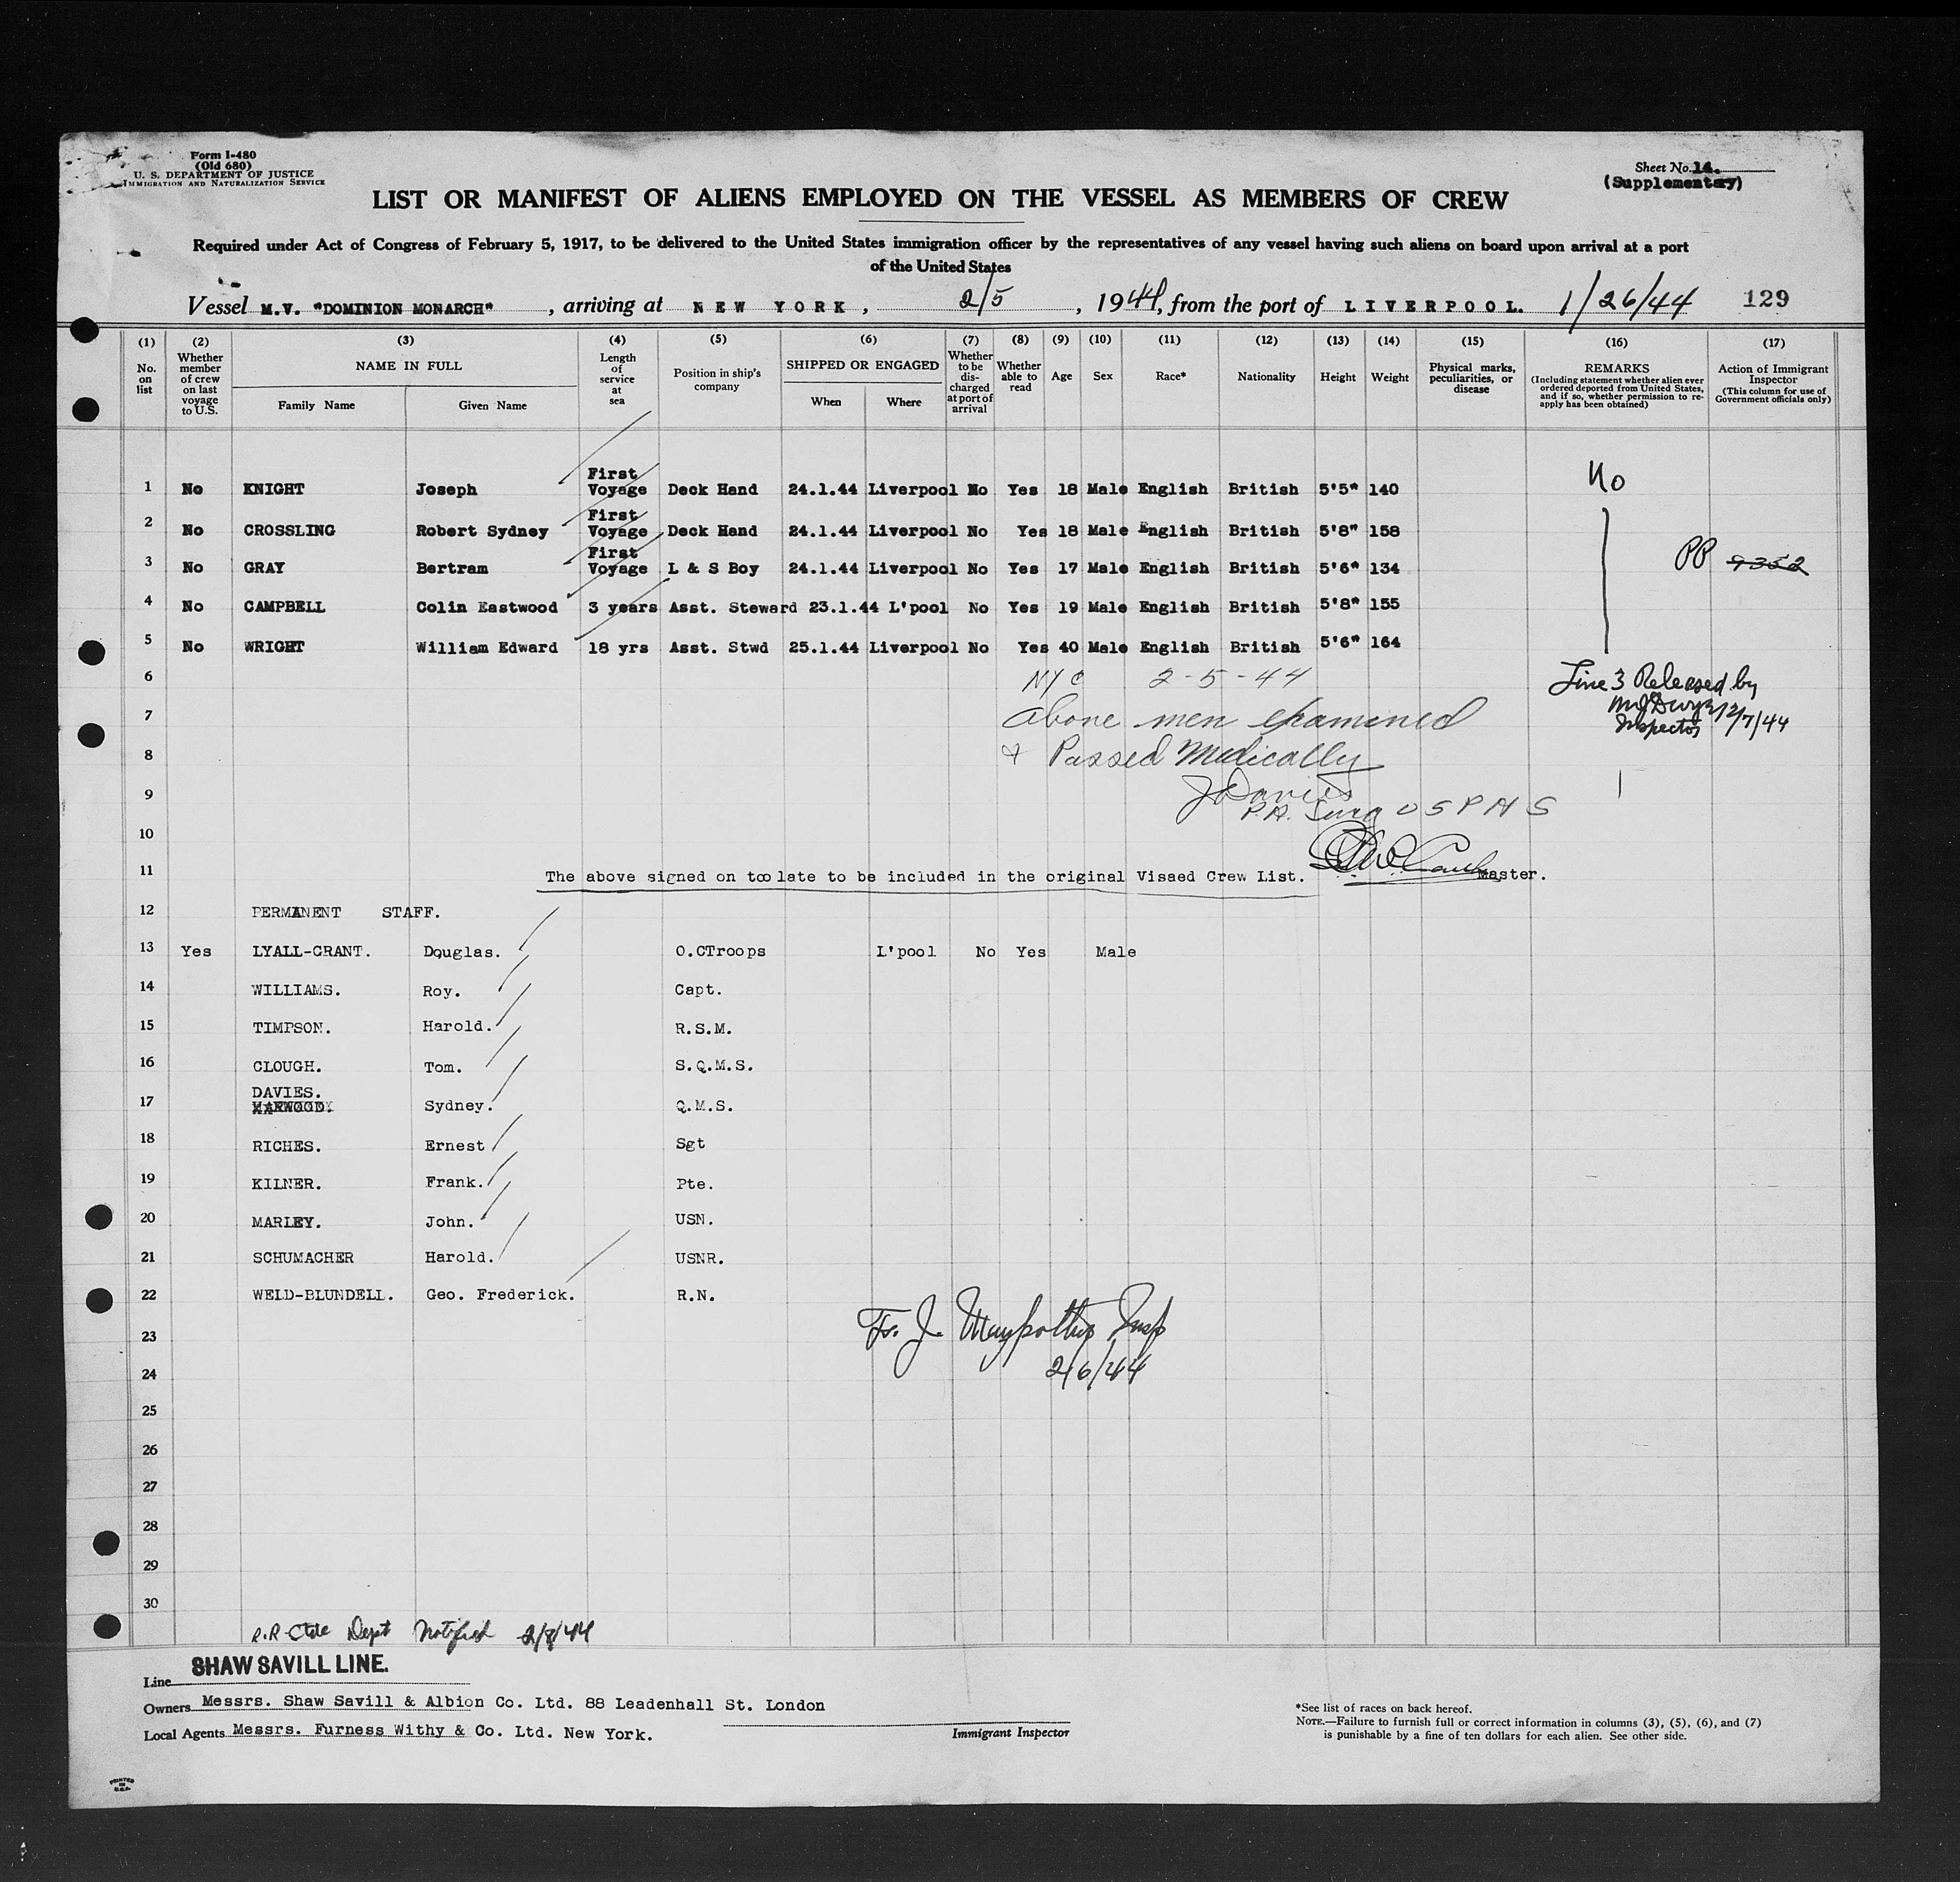 Form I-480
(Old 680)
U. S. DEPARTMENT OF JUSTICE
IMMIGRATION AND NATURALIZATION SERVICE
Sheet No. 14.
(Supplementary)
LIST OR MANIFEST OF ALIENS EMPLOYED ON THE VESSEL AS MEMBERS OF CREW
Required under Act of Congress of February 5, 1917, to be delivered to the United States immigration officer by the representatives of any vessel having such aliens on board upon arrival at a port
of the United States
Vessel M.V. "DOMINION MONARCH", arriving at NEW YORK, 2/5, 1944, from the port of LIVERPOOL. 1/26/44 129
(1) No. on list
(2) Whether member of crew on last voyage to U.S.
(3) NAME IN FULL Family Name Given Name
(4) Length of service at sea
(5) Position in ship's company
(6) SHIPPED OR ENGAGED When Where
(7) Whether to be discharged at port of arrival
(8) Whether able to read
(9) Age
(10) Sex
(11) Race*
(12) Nationality
(13) Height
(14) Weight
(15) Physical marks, peculiarities, or disease
(16) REMARKS (Including statement whether alien ever ordered deported from United States, and if so, whether permission to re-apply has been obtained)
(17) Action of Immigrant Inspector (This column for use of Government officials only)
1 No KNIGHT Joseph First Voyage Deck Hand 24.1.44 Liverpool No Yes 18 Male English British 5'5" 140 No
2 No CROSSLING Robert Sydney First Voyage Deck Hand 24.1.44 Liverpool No Yes 18 Male English British 5'8" 158
3 No GRAY Bertram First Voyage L & S Boy 24.1.44 Liverpool No Yes 17 Male English British 5'6" 134 PP 9352
4 No CAMPBELL Colin Eastwood 3 years Asst. Steward 23.1.44 L'pool No Yes 19 Male English British 5'8" 155
5 No WRIGHT William Edward 18 yrs Asst. Stwd 25.1.44 Liverpool No Yes 40 Male English British 5'6" 164
6 NYC 2-5-44 Line 3 Released by
7 Above men examined Inspector 2/7/44
8 & Passed Medically
9 J Davies
P.A. Surg USPHS
10
11 The above signed on too late to be included in the original Visaed Crew List. Master.
12 PERMANENT STAFF.
13 Yes LYALL-GRANT. Douglas. O.CTroops L'pool No Yes Male
14 WILLIAMS. Roy. Capt.
15 TIMPSON. Harold. R.S.M.
16 CLOUGH. Tom. S.Q.M.S.
DAVIES.
17 HARWOOD. Sydney. Q.M.S.
18 RICHES. Ernest Sgt
19 KILNER. Frank. Pte.
20 MARLEY. John. USN.
21 SCHUMACHER Harold. USNR.
22 WELD-BLUNDELL. Geo. Frederick. R.N.
23 Insp
24 2/6/44
25
26
27
28
29
30
State Dept Notified 2/8/44
Line SHAW SAVILL LINE.
Owners Messrs. Shaw Savill & Albion Co. Ltd. 88 Leadenhall St. London
Local Agents Messrs. Furness Withy & Co. Ltd. New York.
Immigrant Inspector
*See list of races on back hereof.
NOTE.—Failure to furnish full or correct information in columns (3), (5), (6), and (7)
is punishable by a fine of ten dollars for each alien. See other side.
PRINTED
IN
U.S.A.